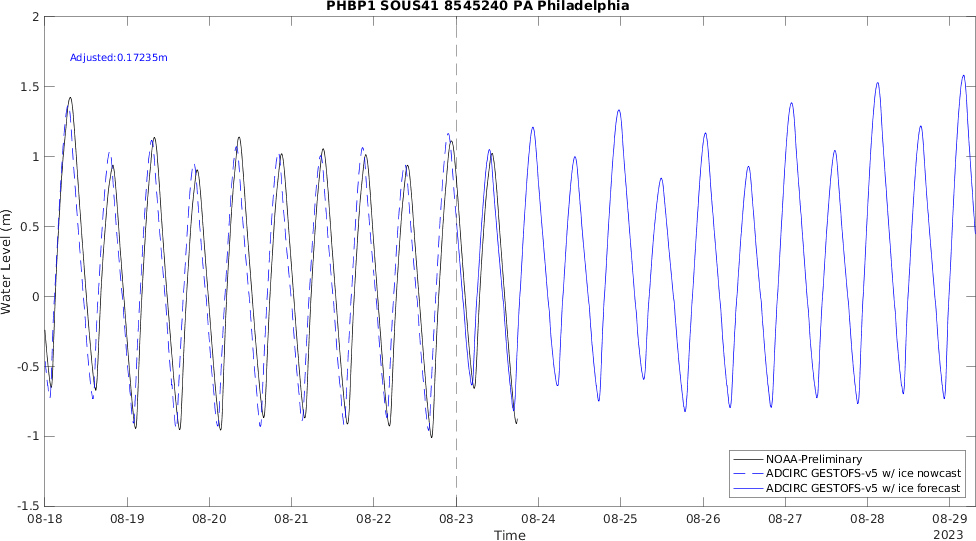 PHBP1 SOUS41 8545240 PA Philadelphia
Adjusted:0.17235m
Water Level (m)
2
1.5
1
0.5
0
-0.5
-1
-1.5
NOAA-Preliminary
ADCIRC GESTOFS-v5 w/ ice nowcast
ADCIRC GESTOFS-v5 w/ ice forecast
08-18 08-19 08-20 08-21 08-22 08-23 08-24 08-25 08-26 08-27 08-28 08-29
Time
2023